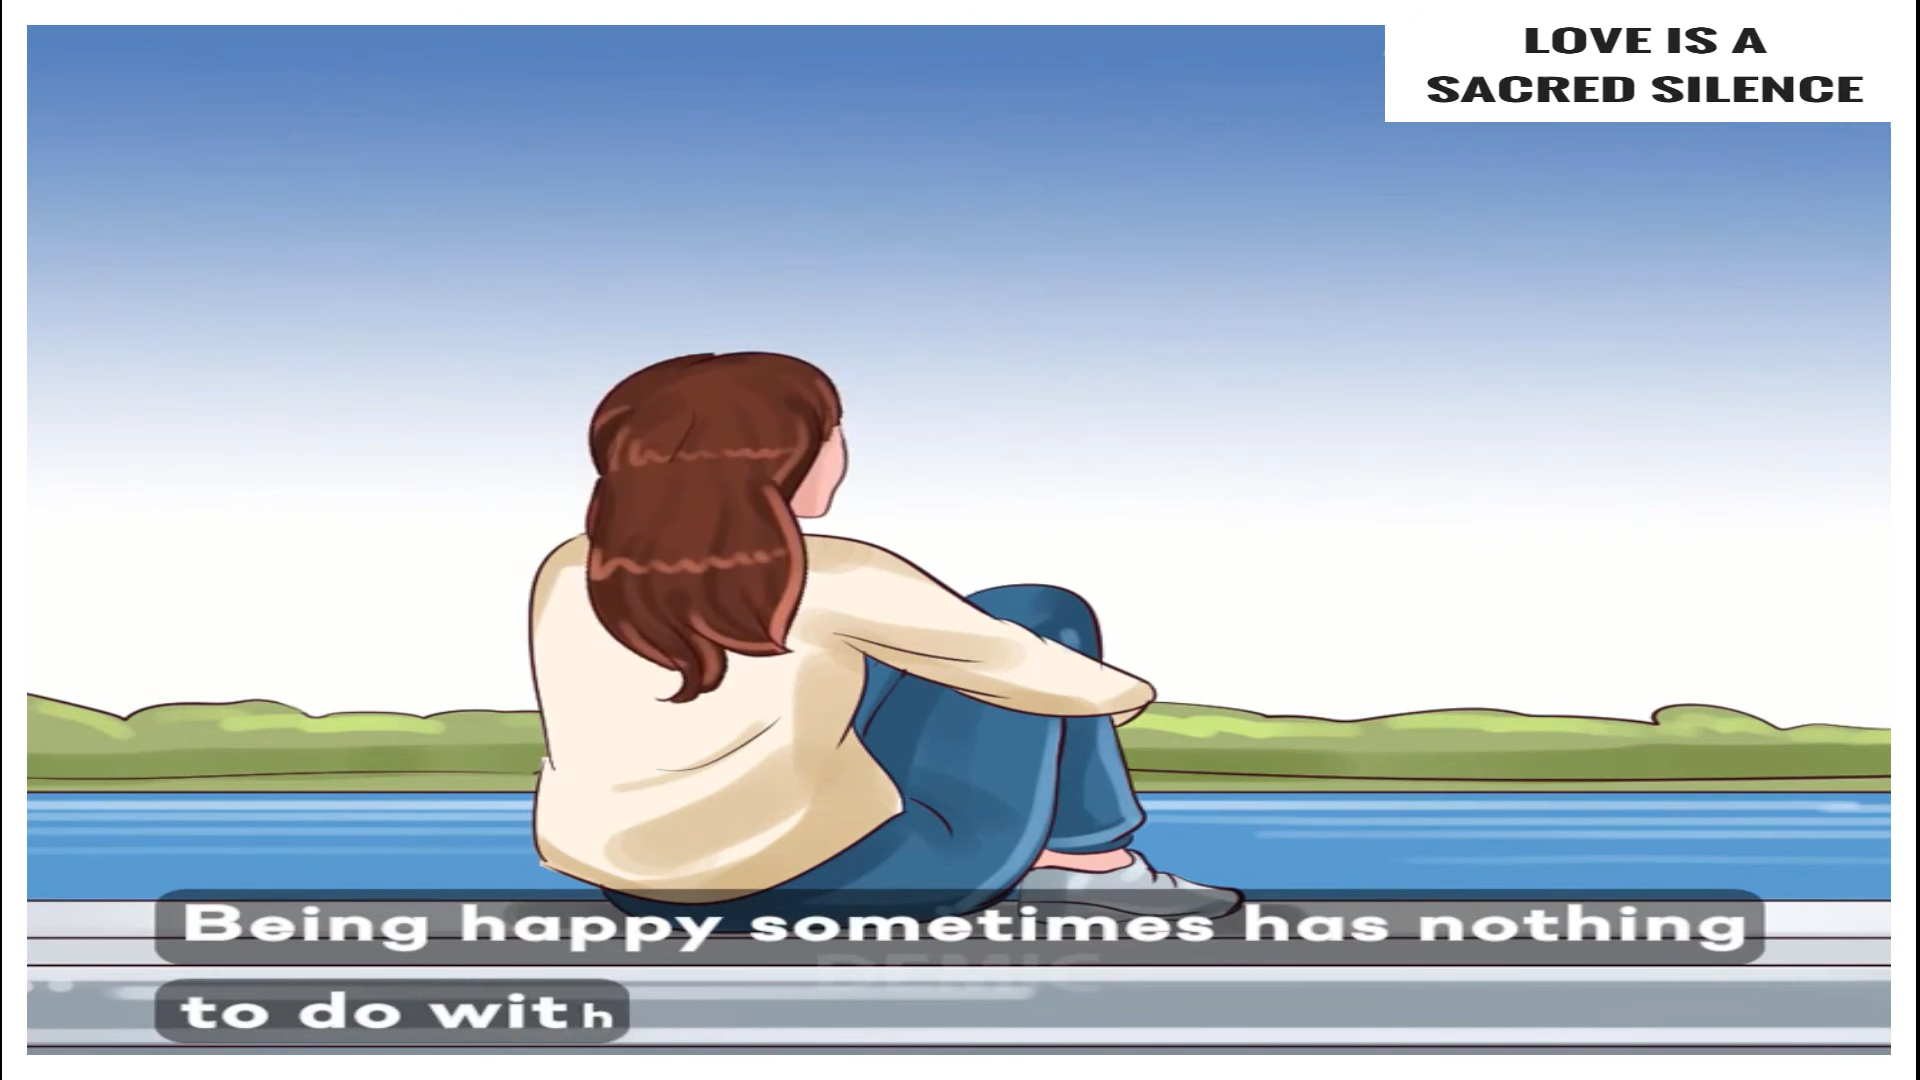 LOVE IS A
SACRED SILENCE
Being happy sometimes has nothing
to do with